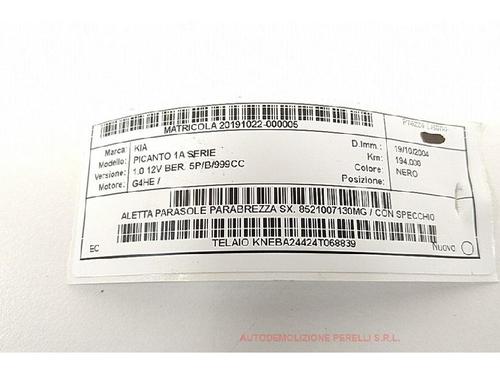 MATRICOLA 20191022-000005
Marca: KIA
Modello: PICANTO 1A SERIE
Versione: 1.0 12V BER. 5P/B/999CC
Motore: G4HE /
D.Imm.: 19/10/2004
Km: 194.000
Colore: NERO
Posizione:
ALETTA PARASOLE PARABREZZA SX. 8521007130MG / CON SPECCHIO
TELAIO KNEBA24424T068839
EC
Nuovo
AUTODEMOLIZIONE PERELLI S.R.L.